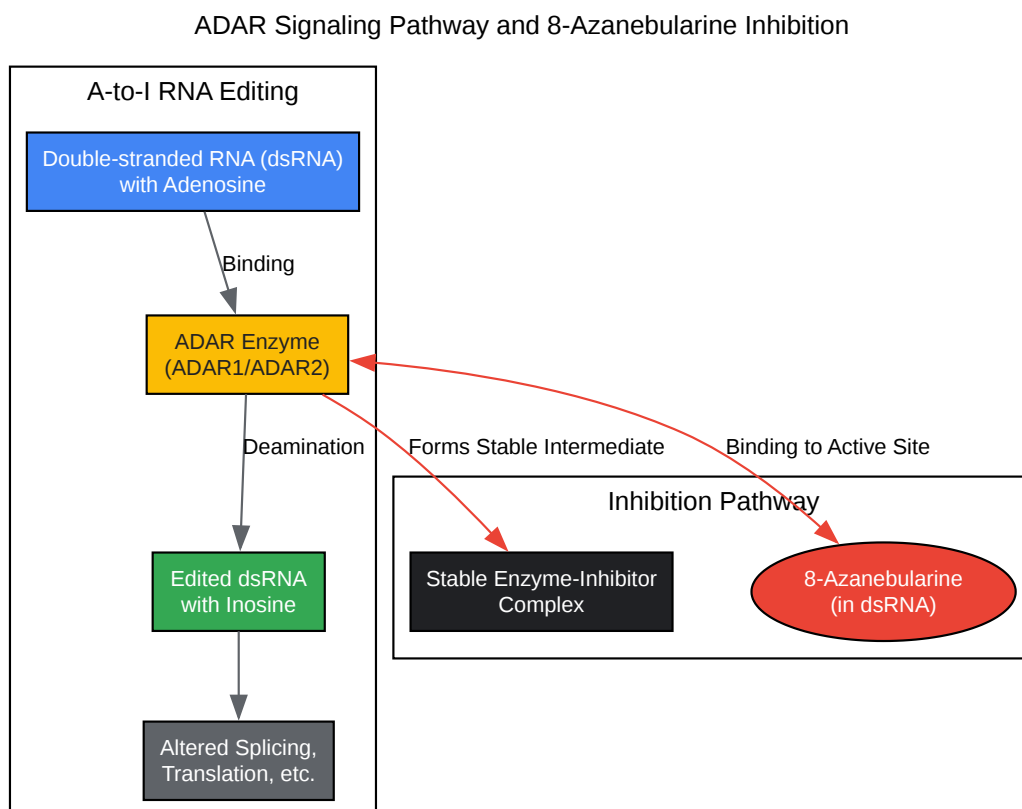 ADAR Signaling Pathway and 8-Azanebularine Inhibition
A-to-I RNA Editing
Double-stranded RNA (dsRNA)
with Adenosine
Binding
ADAR Enzyme
(ADAR1/ADAR2)
Deamination
Forms Stable Intermediate
Binding to Active Site
Inhibition Pathway
Edited dsRNA
with Inosine
Stable Enzyme-Inhibitor
Complex
8-Azanebularine
(in dsRNA)
Altered Splicing,
Translation, etc.